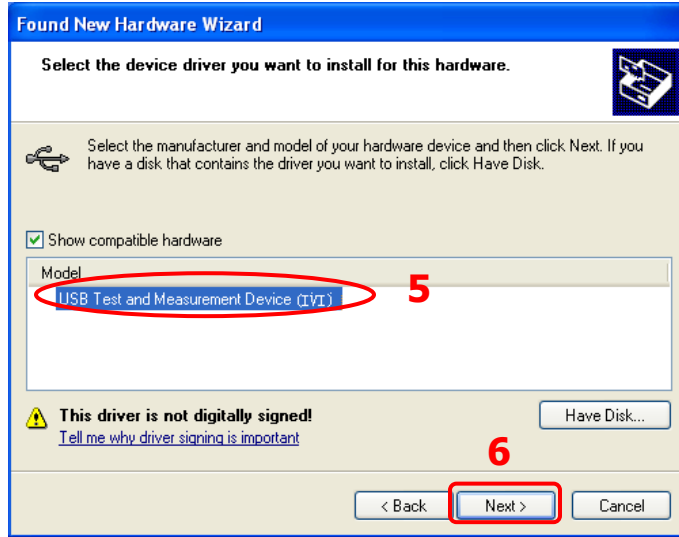 Found New Hardware Wizard
Select the device driver you want to install for this hardware.
Select the manufacturer and model of your hardware device and then click Next. If you
have a disk that contains the driver you want to install, click Have Disk.
Show compatible hardware
Model
USB Test and Measurement Device (IVI)
5
This driver is not digitally signed!
Have Disk...
Tell me why driver signing is important
6
< Back
Next >
Cancel